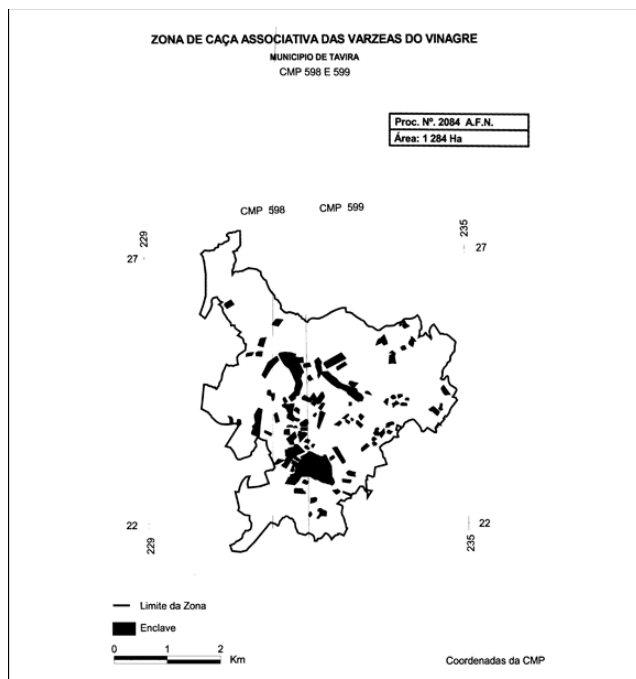 ZONA DE CAÇA ASSOCIATIVA DAS VARZEAS DO VINAGRE
MUNICIPIO DE TAVIRA
CMP 598 E 599
Proc. Nº. 2084 A.F.N.
Área: 1 284 Ha
CMP 598
CMP 599
229
235
27
27
22
22
229
235
Limite da Zona
Enclave
0 1 2
Km
Coordenadas da CMP